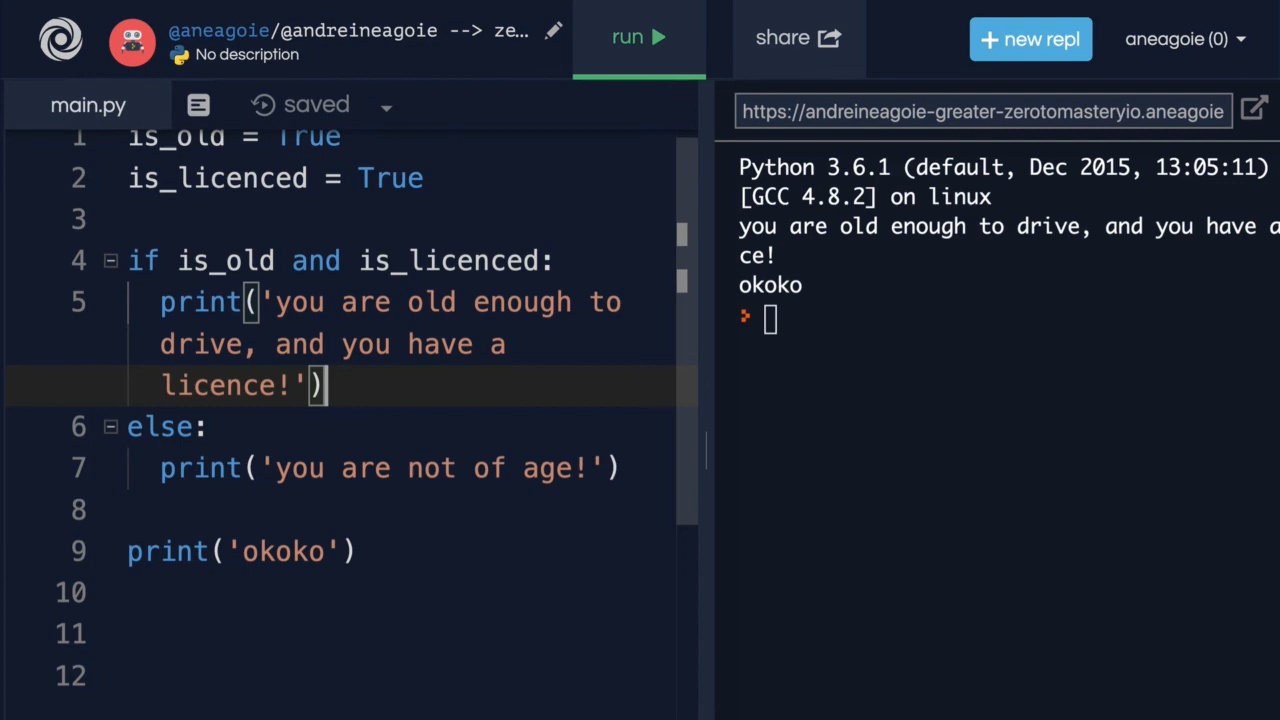 @aneagoie/@andreineagoie --> ze...
No description
run
share
+ new repl
aneagoie (0)
main.py
saved
https://andreineagoie-greater-zerotomasteryio.aneagoie
1 is_old = True
2 is_licenced = True
3
4 if is_old and is_licenced:
5 print('you are old enough to
drive, and you have a
licence!')
6 else:
7 print('you are not of age!')
8
9 print('okoko')
10
11
12
Python 3.6.1 (default, Dec 2015, 13:05:11)
[GCC 4.8.2] on linux
you are old enough to drive, and you have a
ce!
okoko